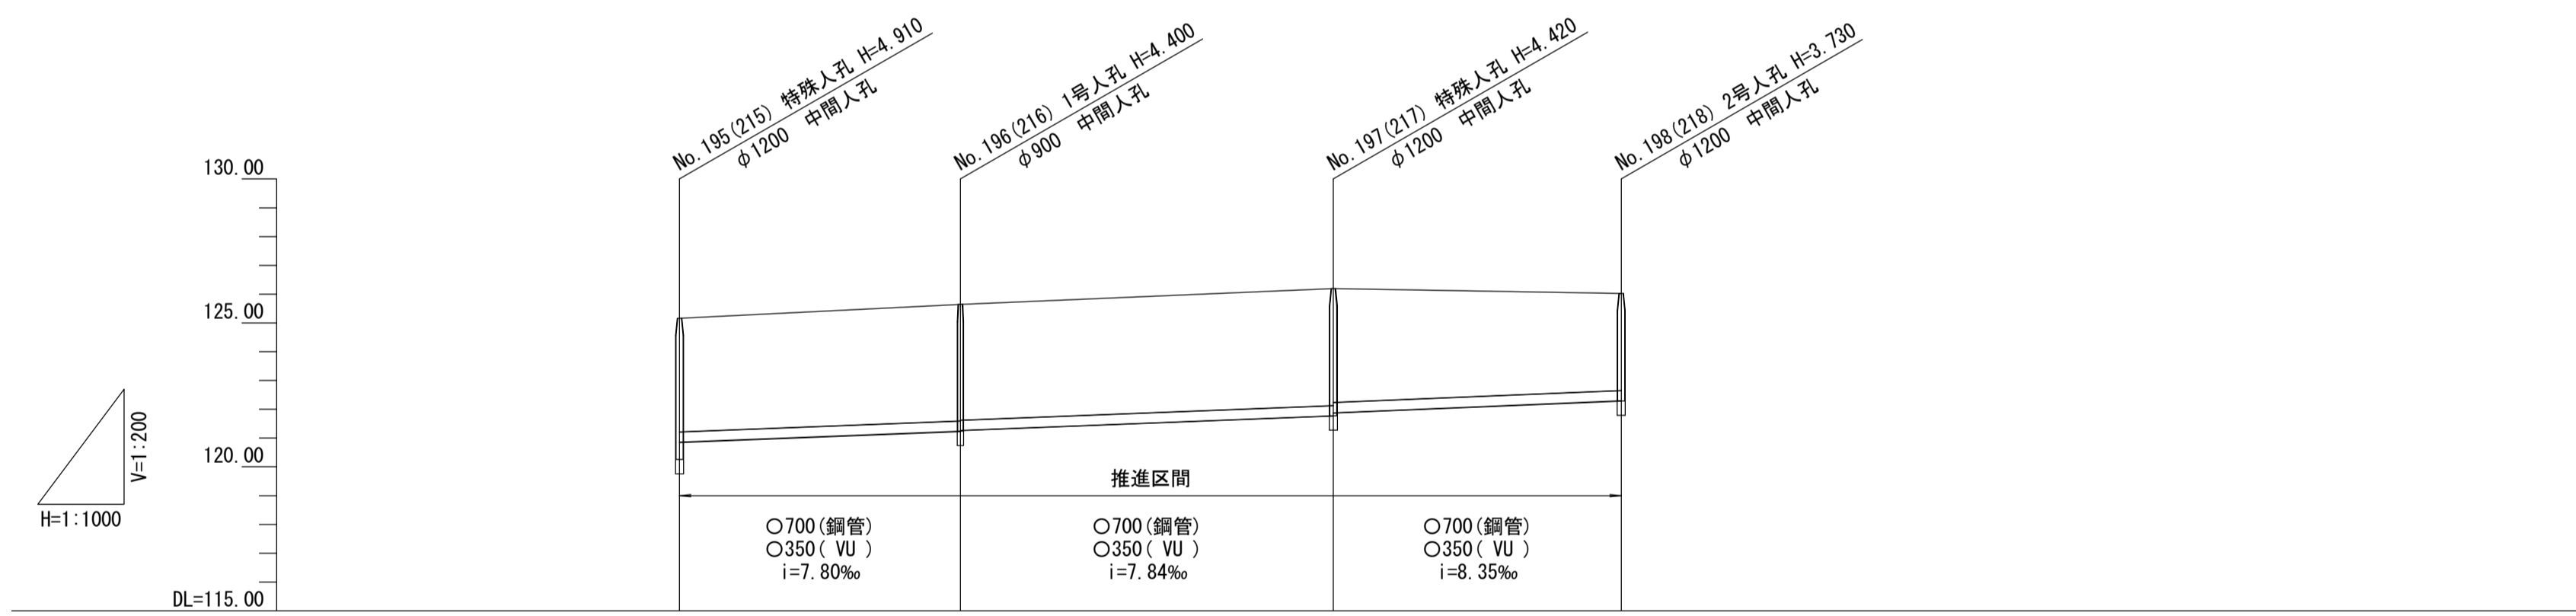 No.195(215) 特殊人孔 H=4.910
φ1200 中間人孔
No.196(216) 1号人孔 H=4.400
φ900 中間人孔
No.197(217) 特殊人孔 H=4.420
φ1200 中間人孔
No.198(218) 2号人孔 H=3.730
φ1200 中間人孔
130.00
125.00
120.00
DL=115.00
V=1:200
H=1:1000
推進区間
○700(鋼管)
○350( VU )
i=7.80‰
○700(鋼管)
○350( VU )
i=7.84‰
○700(鋼管)
○350( VU )
i=8.35‰